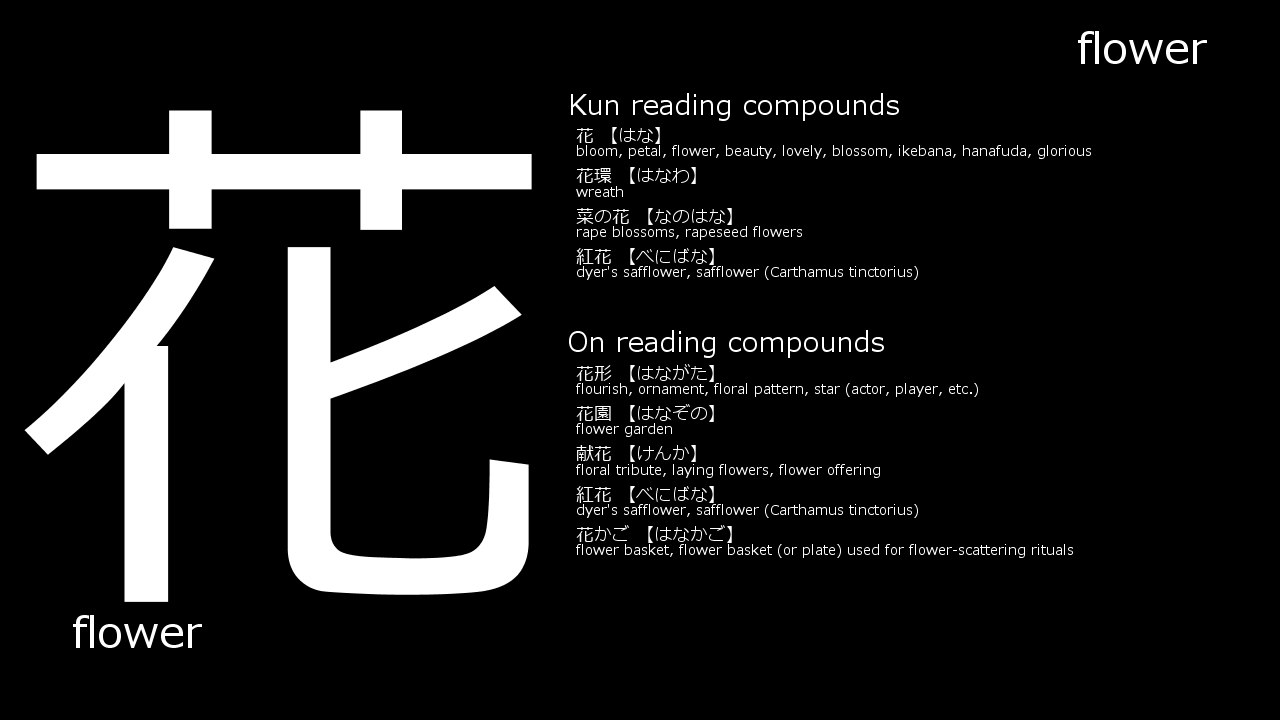 flower
花
Kun reading compounds
花 【はな】
bloom, petal, flower, beauty, lovely, blossom, ikebana, hanafuda, glorious
花環 【はなわ】
wreath
菜の花 【なのはな】
rape blossoms, rapeseed flowers
紅花 【べにばな】
dyer's safflower, safflower (Carthamus tinctorius)
On reading compounds
花形 【はながた】
flourish, ornament, floral pattern, star (actor, player, etc.)
花園 【はなぞの】
flower garden
献花 【けんか】
floral tribute, laying flowers, flower offering
紅花 【べにばな】
dyer's safflower, safflower (Carthamus tinctorius)
花かご 【はなかご】
flower basket, flower basket (or plate) used for flower-scattering rituals
flower